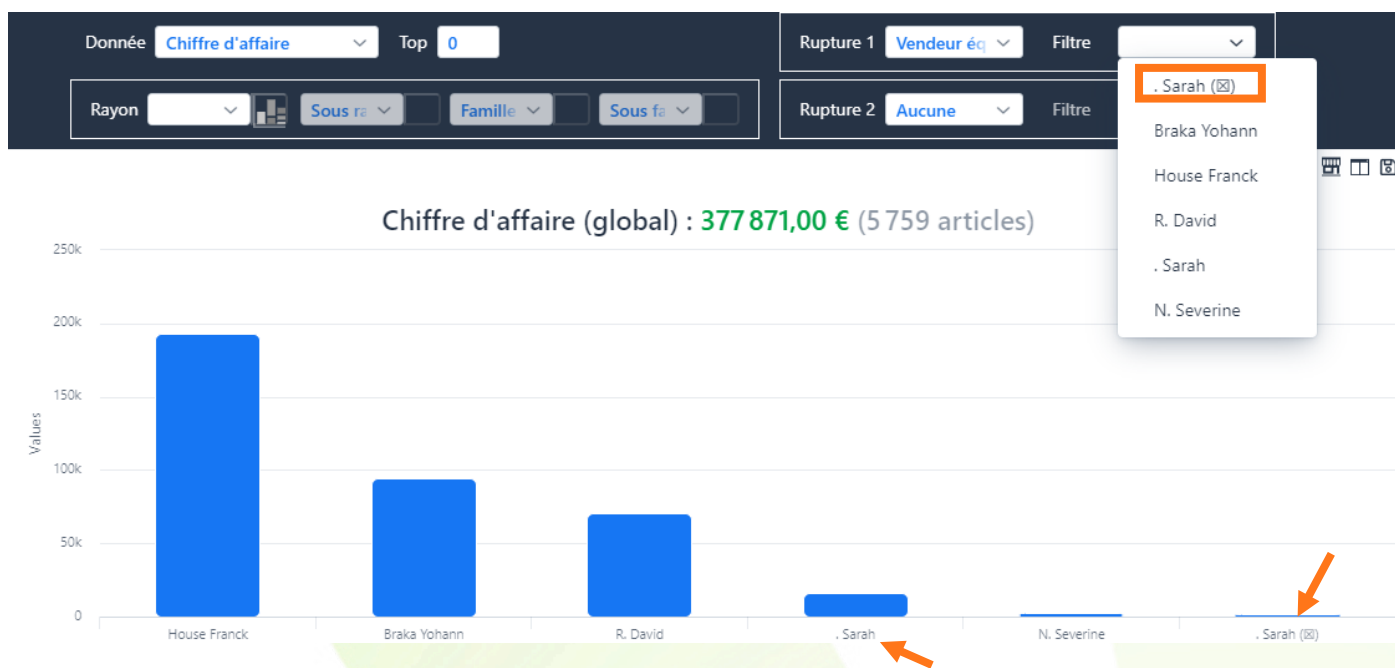 Donnée Chiffre d'affaire Top 0 Rupture 1 Vendeur éq Filtre
. Sarah (☒)
Rayon Sous ra Famille Sous fa Rupture 2 Aucune Filtre
Braka Yohann
House Franck
R. David
. Sarah
N. Severine
Chiffre d'affaire (global) : 377 871,00 € (5 759 articles)
250k
200k
150k
100k
50k
0
Values
House Franck Braka Yohann R. David . Sarah N. Severine . Sarah (☒)